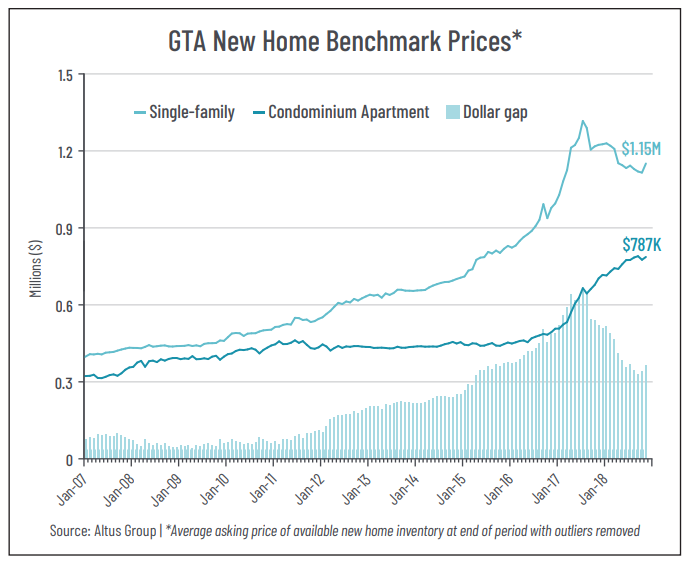 GTA New Home Benchmark Prices*
1.5
Single-family Condominium Apartment Dollar gap
1.2
$1.15M
0.9
$787K
Millions ($)
0.6
0.3
0
Jan-07 Jan-08 Jan-09 Jan-10 Jan-11 Jan-12 Jan-13 Jan-14 Jan-15 Jan-16 Jan-17 Jan-18
Source: Altus Group | *Average asking price of available new home inventory at end of period with outliers removed